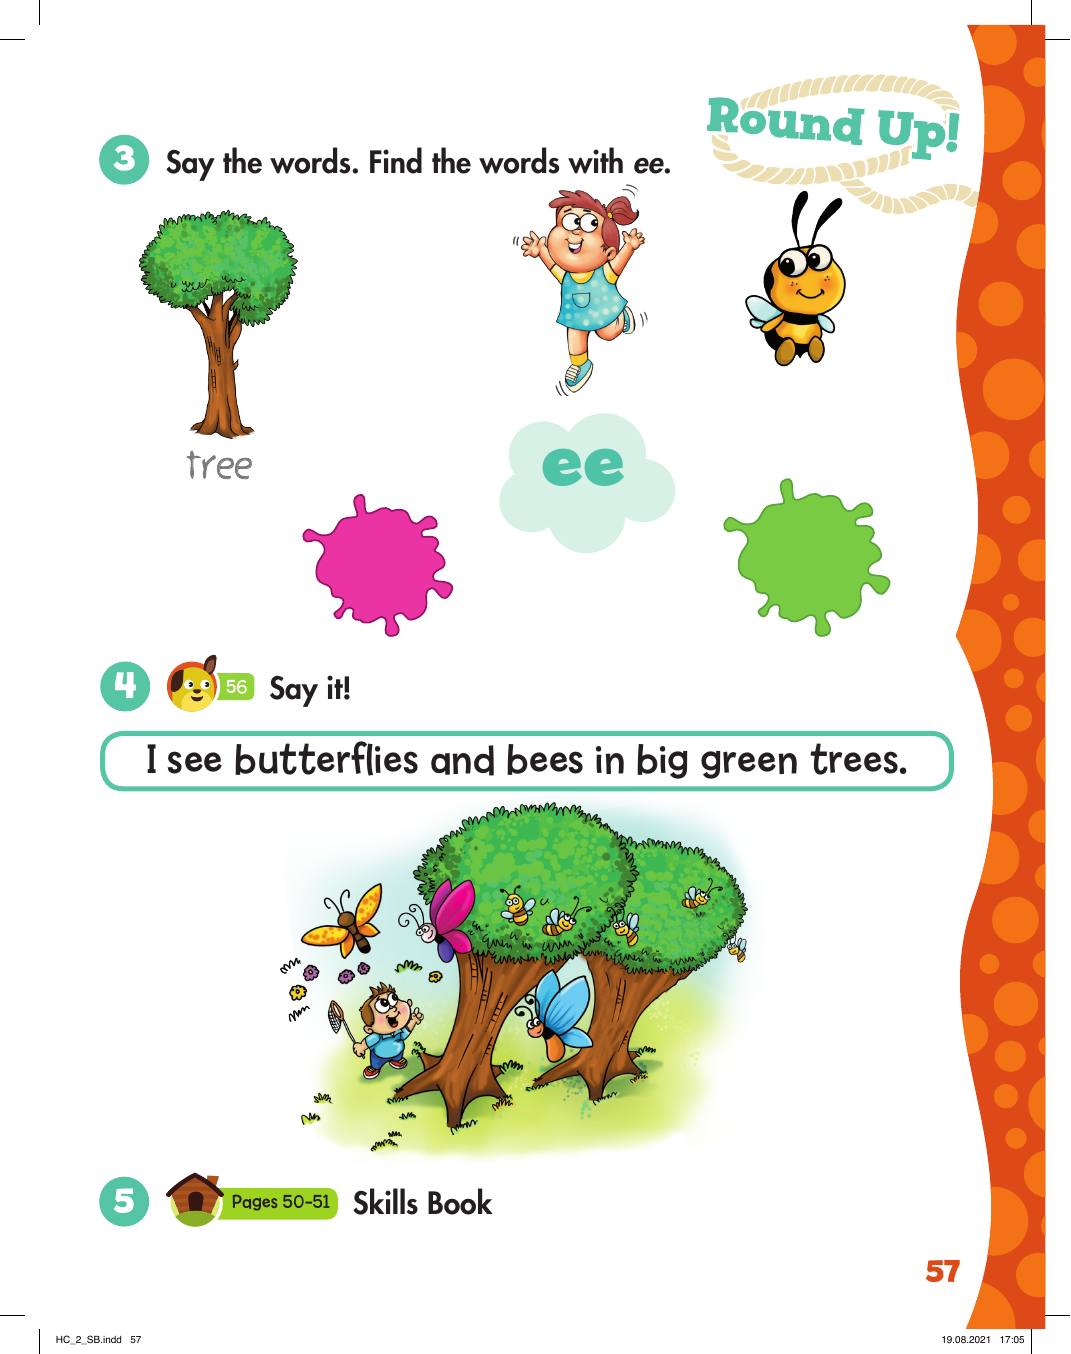 Round Up!
3 Say the words. Find the words with ee.
tree
ee
4 56 Say it!
I see butterflies and bees in big green trees.
5 Pages 50-51 Skills Book
57
HC_2_SB.indd 57
19.08.2021 17:05